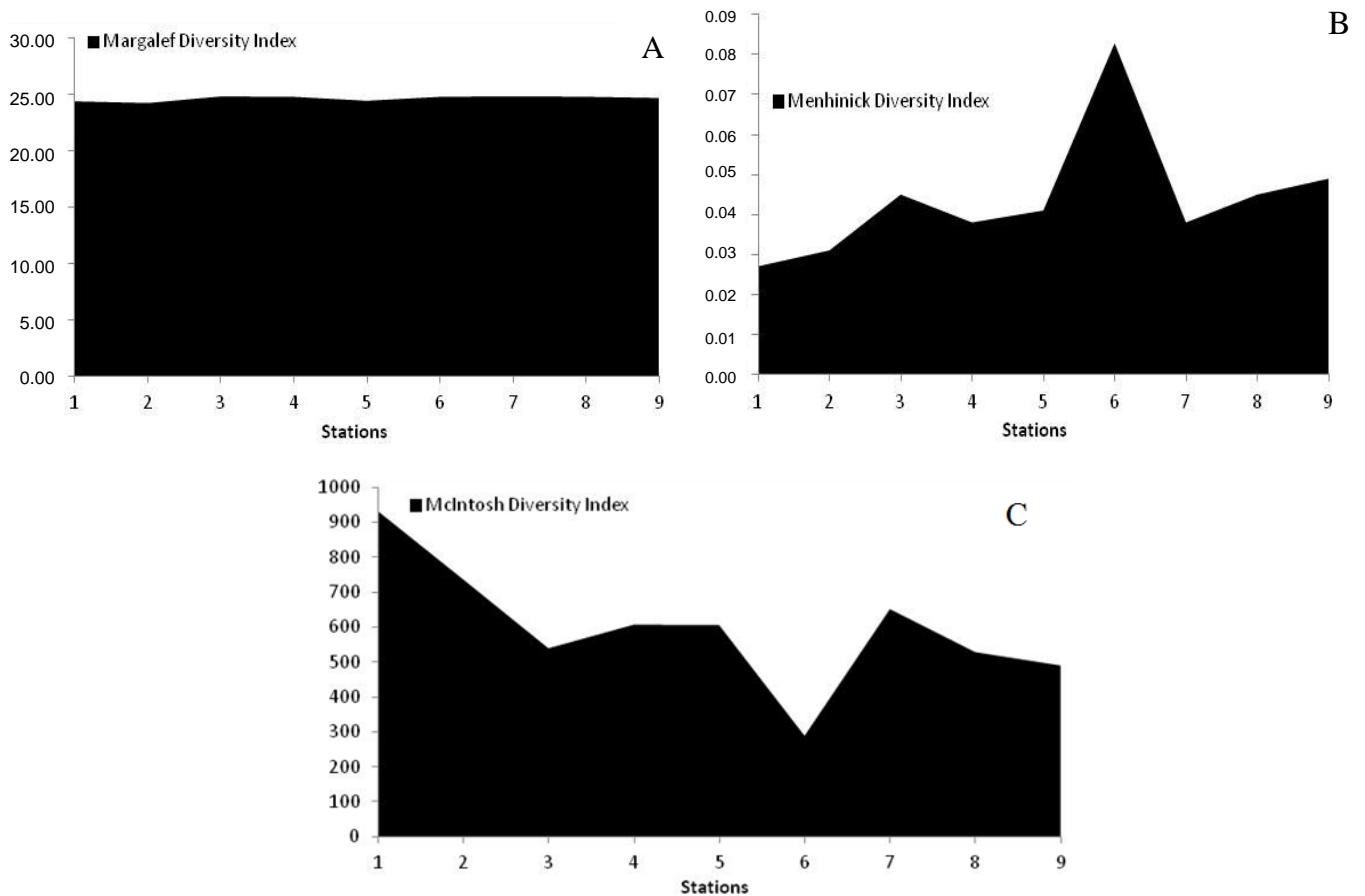 Margalef Diversity Index
A
30.00
25.00
20.00
15.00
10.00
5.00
0.00
1 2 3 4 5 6 7 8 9
Stations
B
Menhinick Diversity Index
0.09
0.08
0.07
0.06
0.05
0.04
0.03
0.02
0.01
0.00
1 2 3 4 5 6 7 8 9
Stations
McIntosh Diversity Index
C
1000
900
800
700
600
500
400
300
200
100
0
1 2 3 4 5 6 7 8 9
Stations